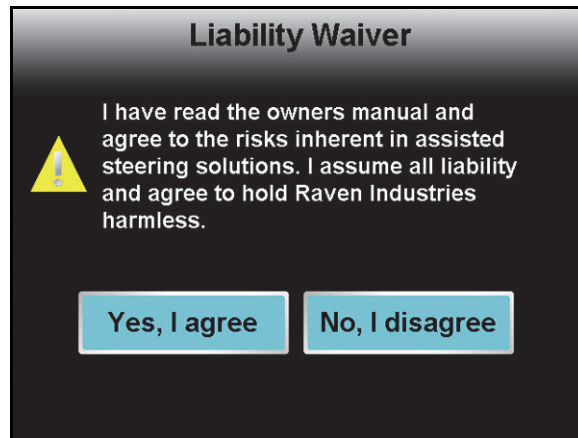 Liability Waiver
I have read the owners manual and
agree to the risks inherent in assisted
steering solutions. I assume all liability
and agree to hold Raven Industries
harmless.
Yes, I agree
No, I disagree